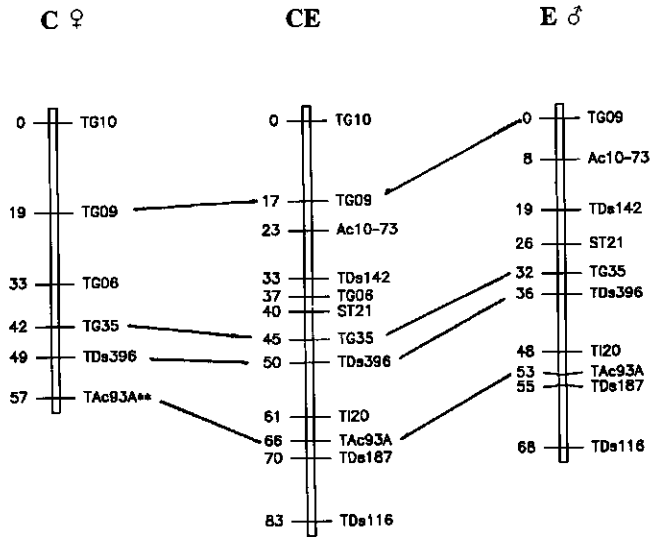 C ♀
0 TG10
19 TG09
33 TG06
42 TG35
49 TDs396
57 TAc93A**
CE
0 TG10
17 TG09
23 Ac10-73
33 TDs142
37 TG06
40 ST21
45 TG35
50 TDs396
61 TI20
66 TAc93A
70 TDs187
83 TDs116
E ♂
0 TG09
8 Ac10-73
19 TDs142
26 ST21
32 TG35
36 TDs396
48 TI20
53 TAc93A
55 TDs187
68 TDs116